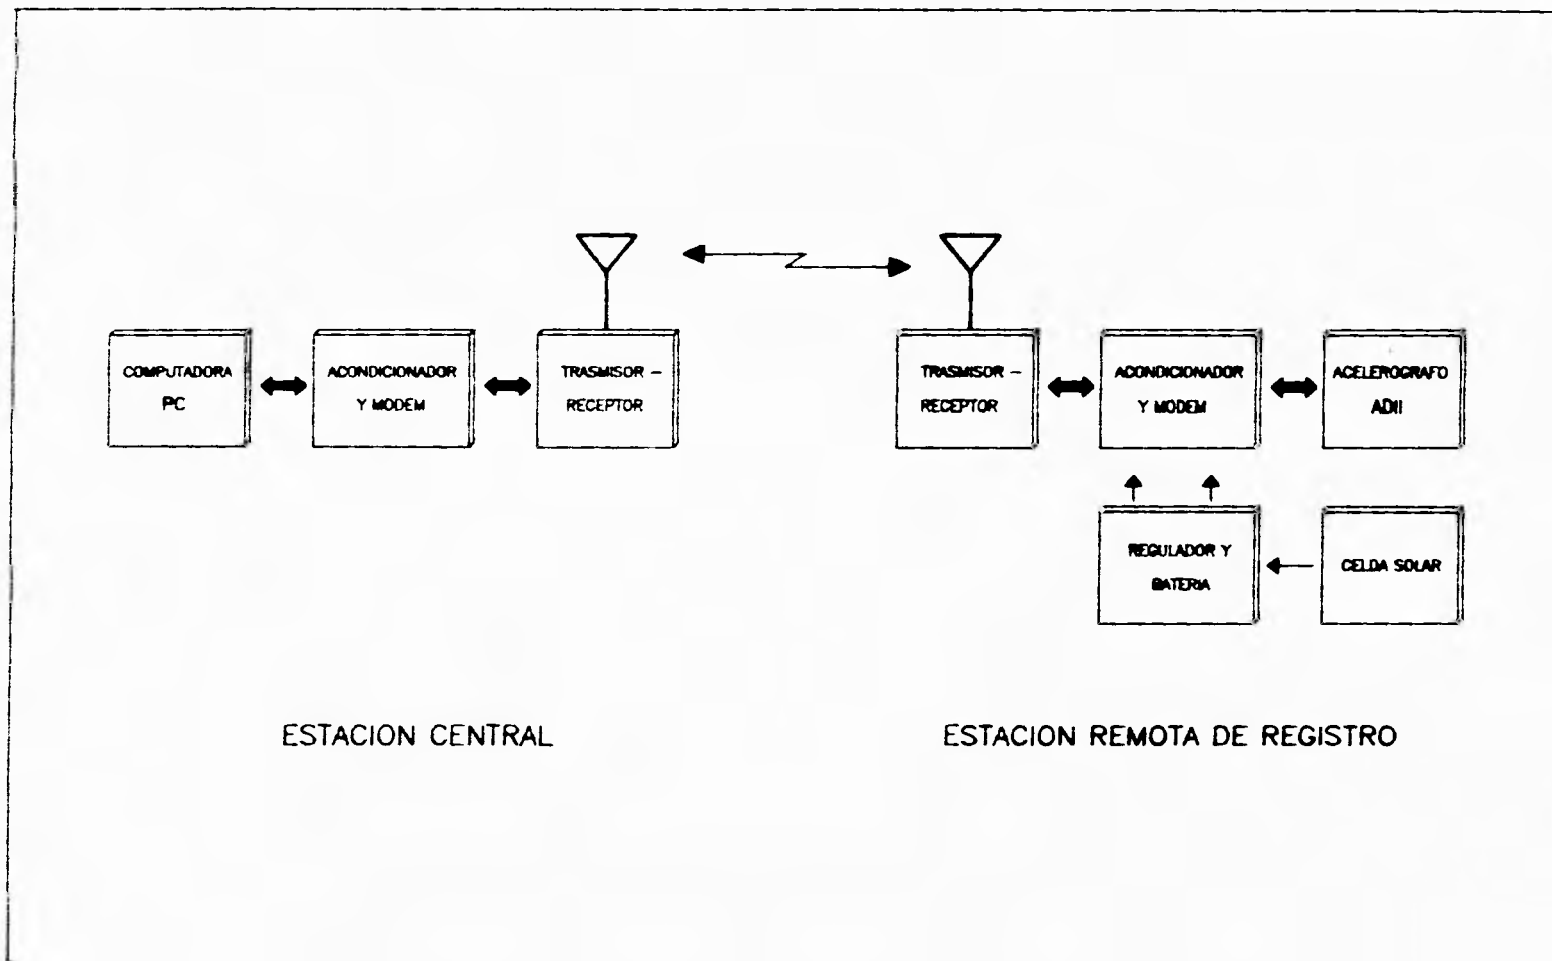 COMPUTADORA
PC
ACONDICIONADOR
Y MODEM
TRASMISOR —
RECEPTOR
TRASMISOR —
RECEPTOR
ACONDICIONADOR
Y MODEM
ACELEROGRAFO
ADII
REGULADOR Y
BATERIA
CELDA SOLAR
ESTACION CENTRAL
ESTACION REMOTA DE REGISTRO